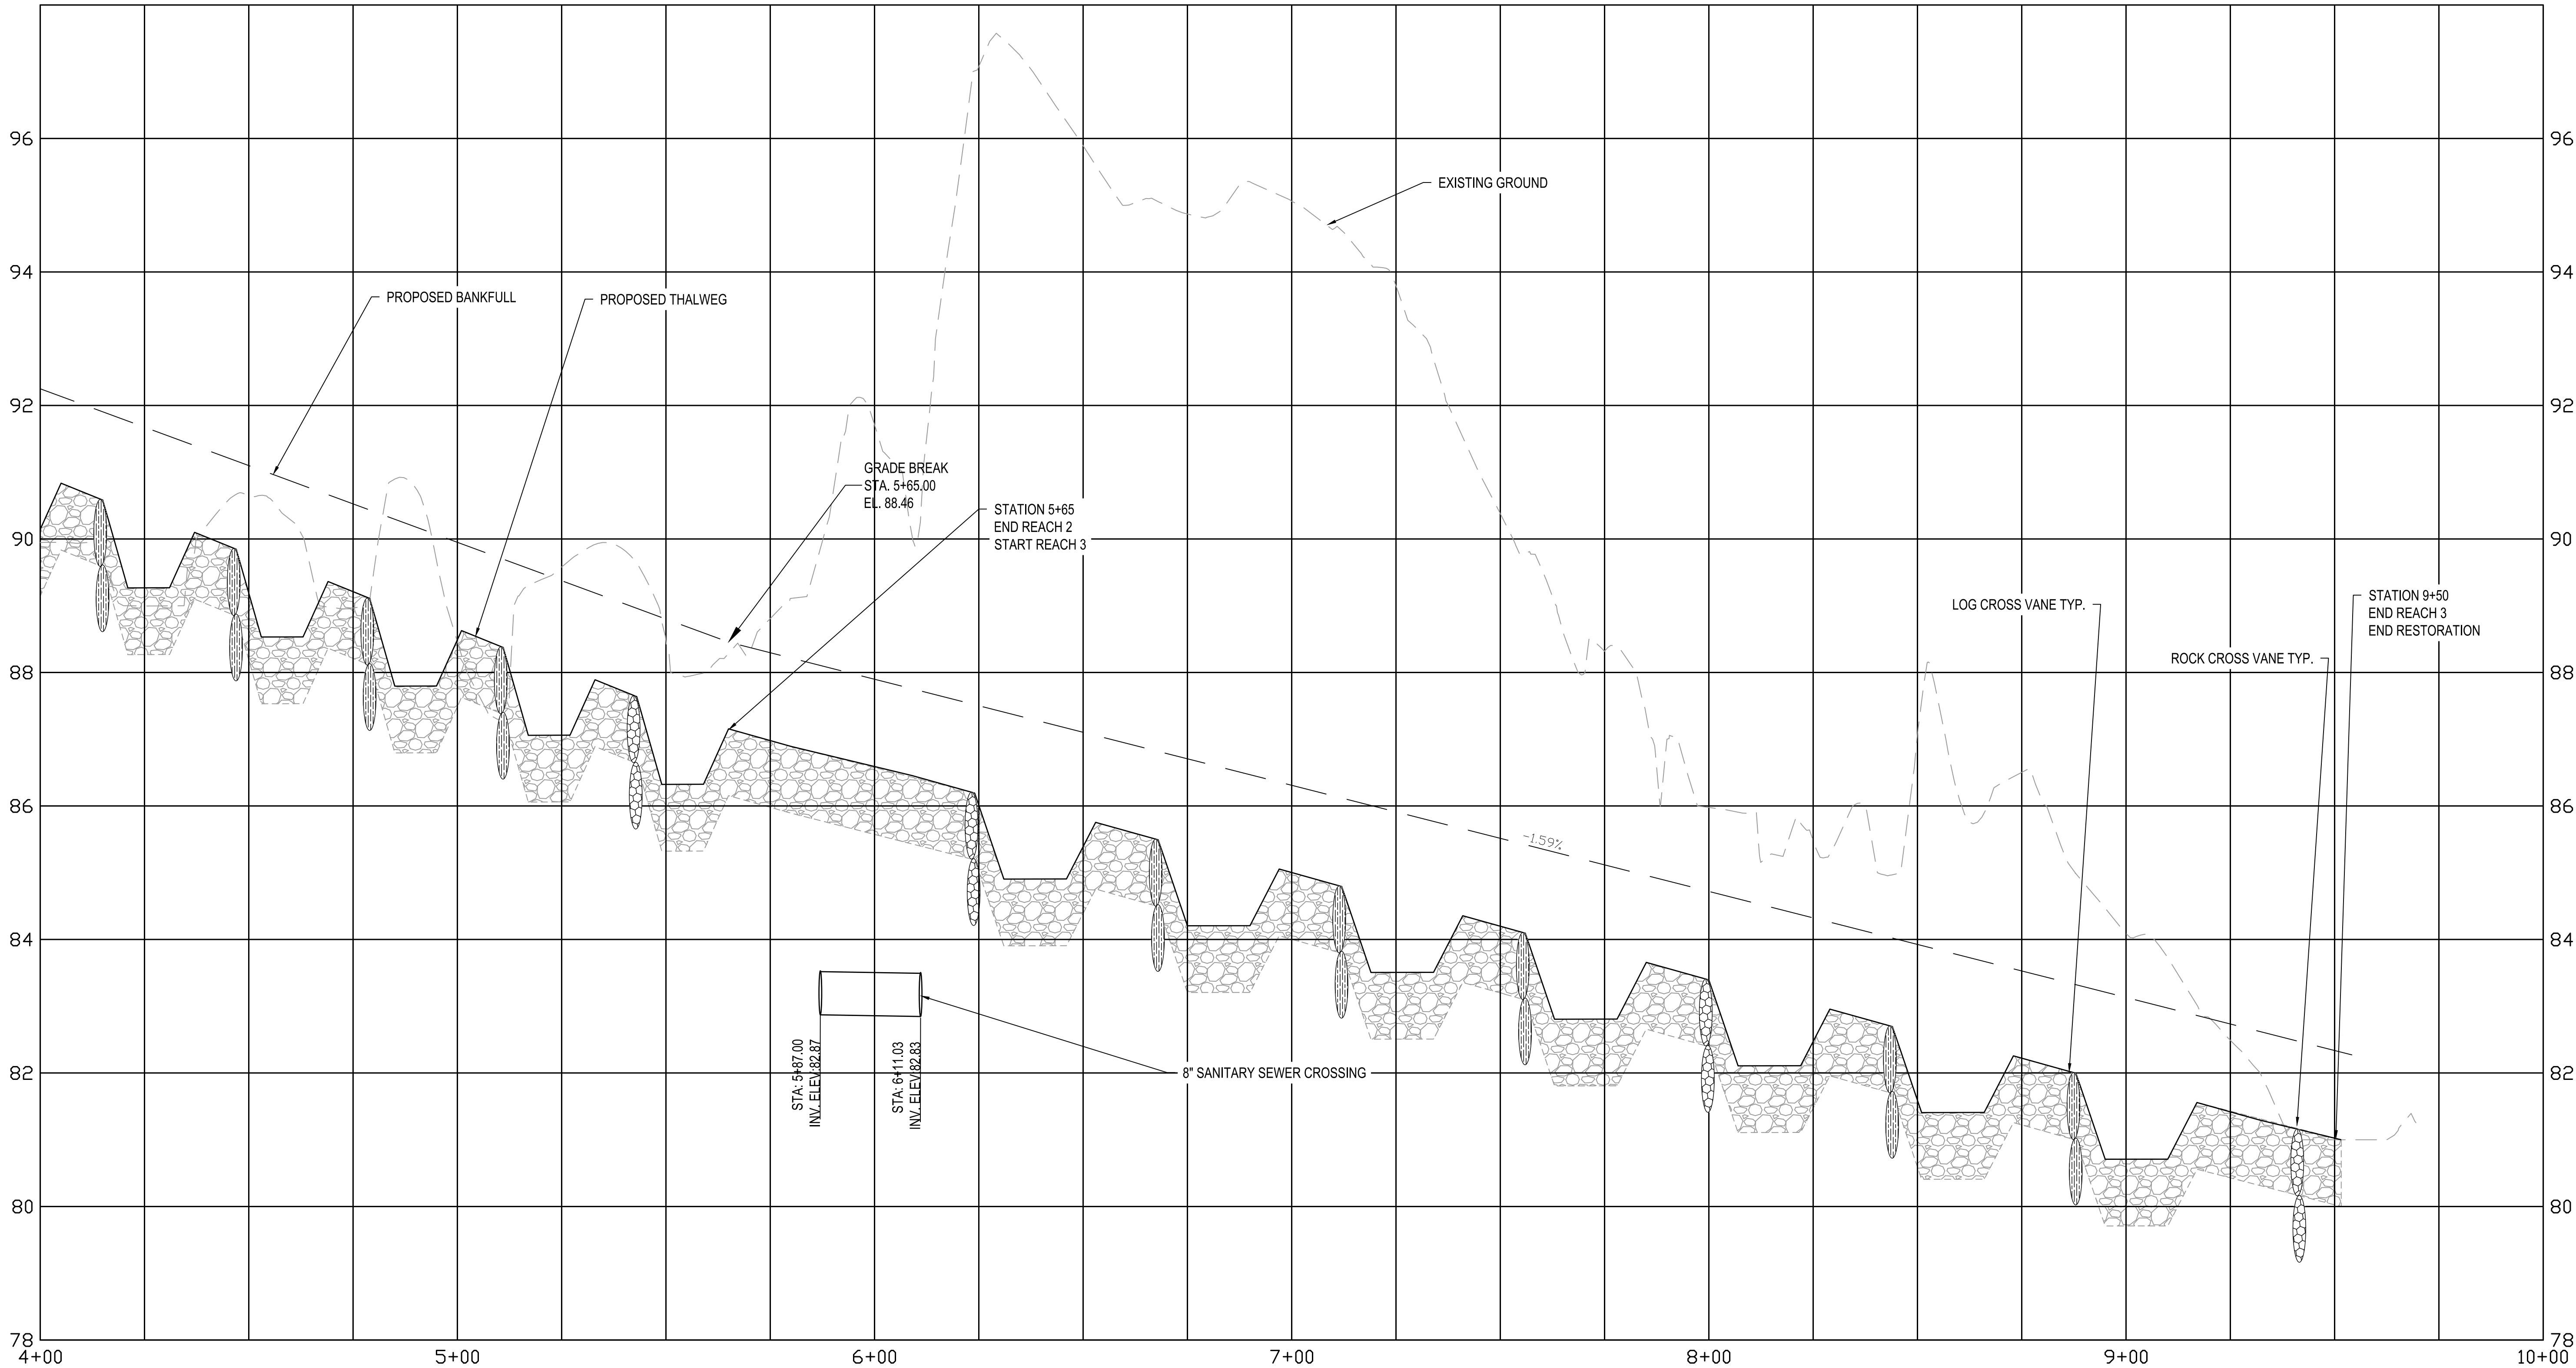 96
96
EXISTING GROUND
94
94
PROPOSED BANKFULL
PROPOSED THALWEG
92
92
GRADE BREAK
STA. 5+65.00
EL. 88.46
STATION 5+65
END REACH 2
START REACH 3
90
90
LOG CROSS VANE TYP.
STATION 9+50
END REACH 3
END RESTORATION
ROCK CROSS VANE TYP.
88
88
86
86
-1.59%
84
84
STA: 5+87.00
INV. ELEV:82.87
STA: 6+11.03
INV. ELEV:82.83
8" SANITARY SEWER CROSSING
82
82
80
80
78
78
4+00
5+00
6+00
7+00
8+00
9+00
10+00